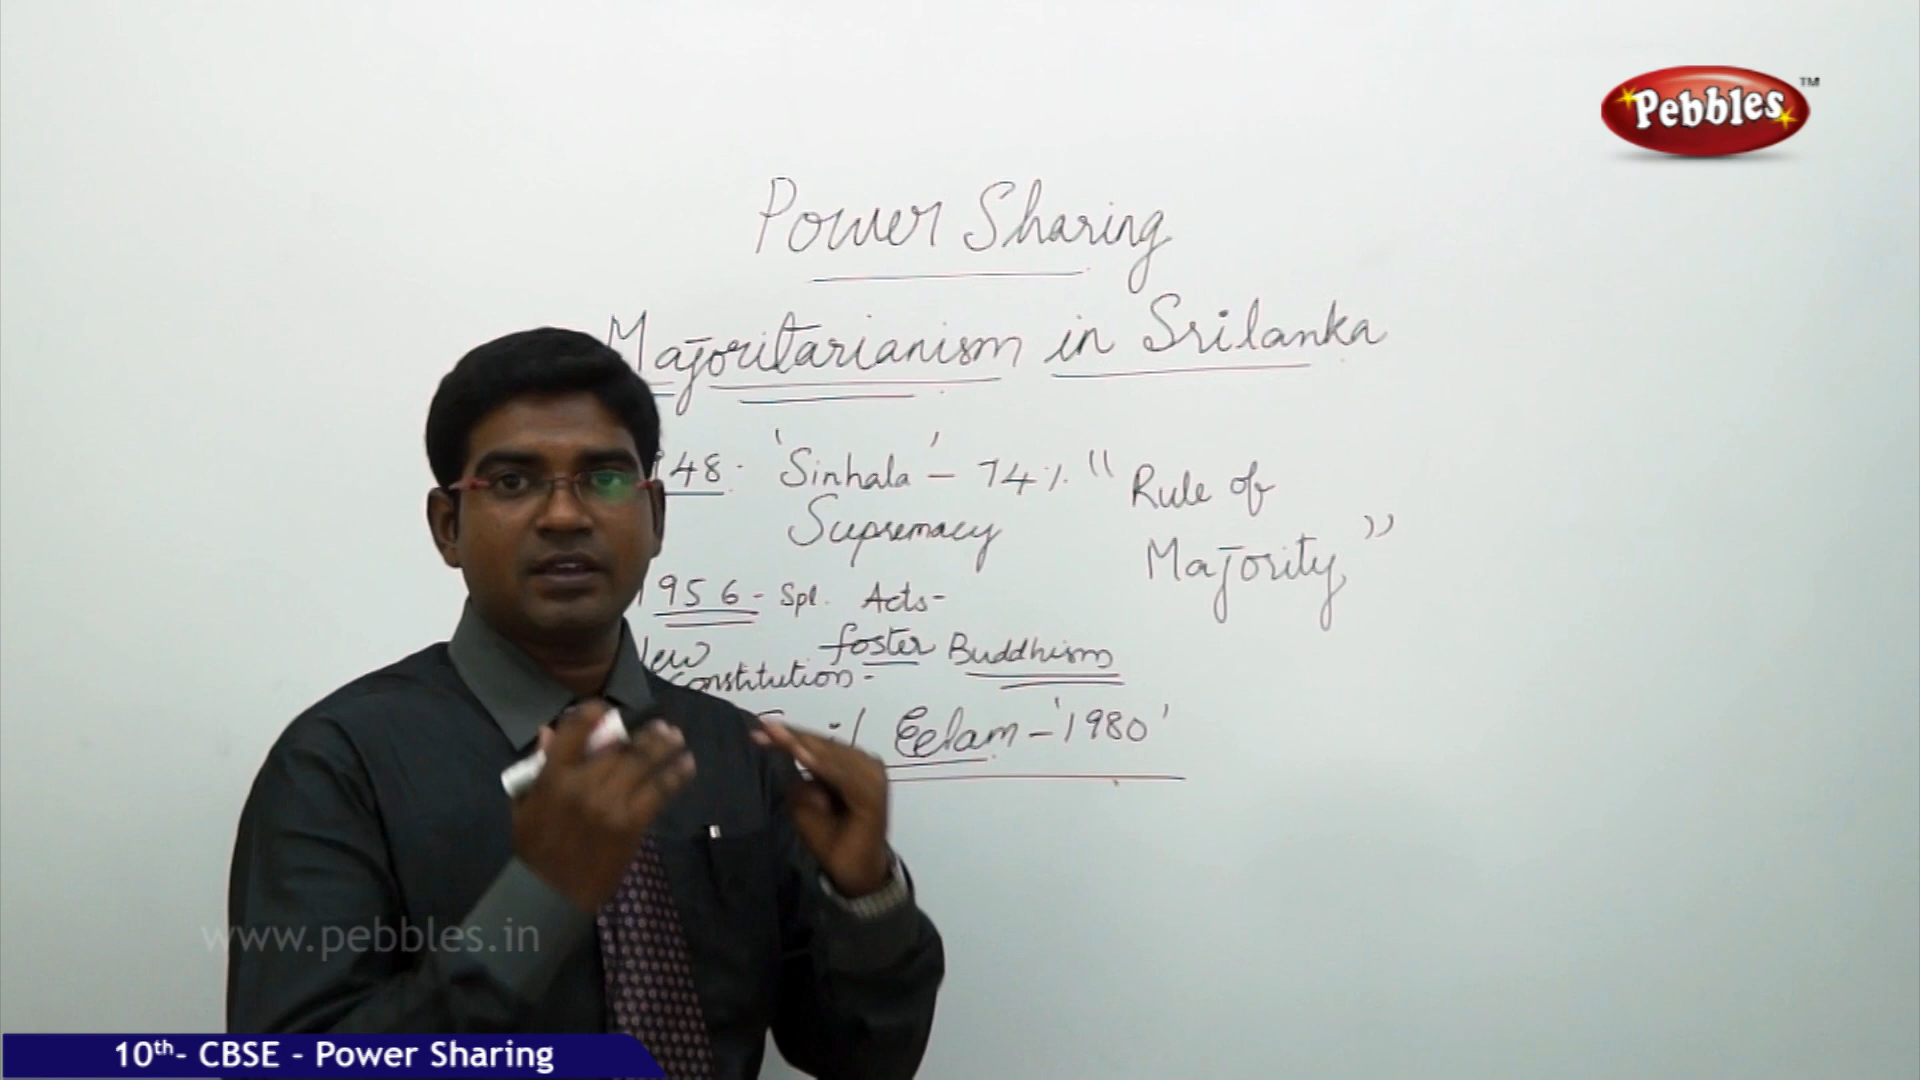 Pebbles™
Power Sharing
Majoritarianism in Srilanka
48 - 'Sinhala' - 74% "Rule of
Supremacy
Majority"
1956 - Spl. Acts -
foster Buddhism
constitution -
Eelam - '1980'
www.pebbles.in
10th- CBSE - Power Sharing